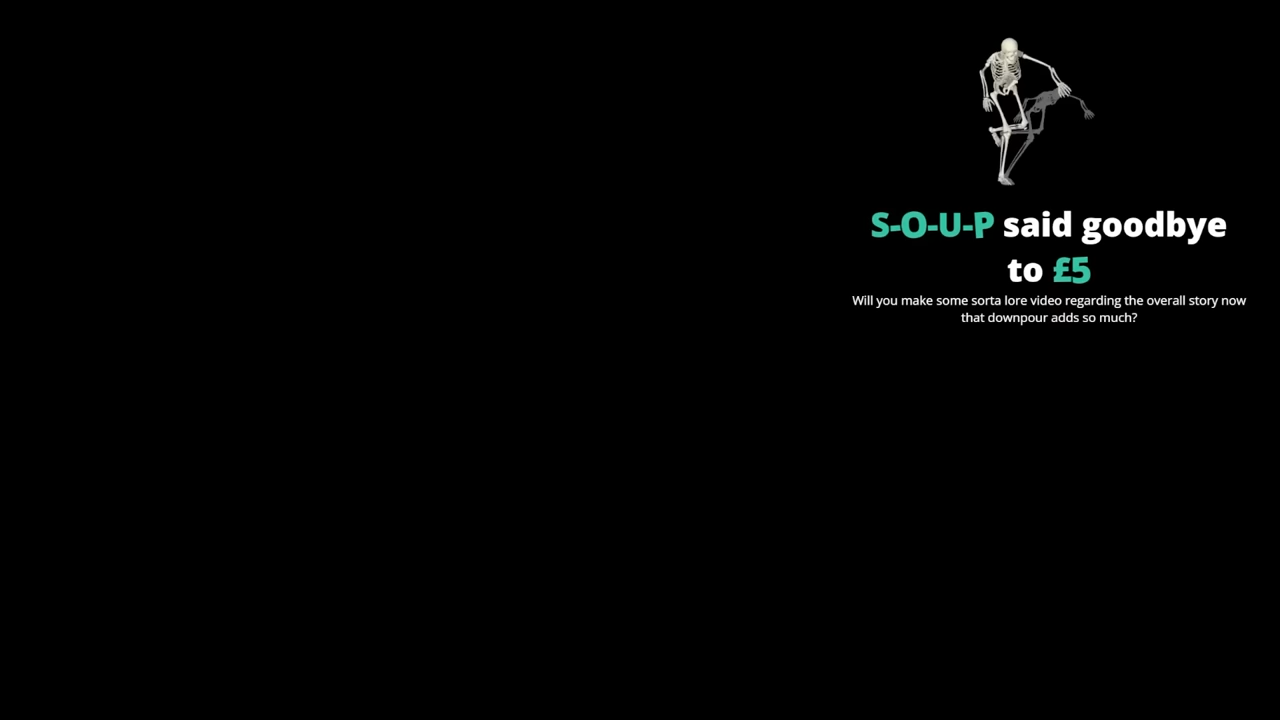 S-O-U-P said goodbye
to £5
Will you make some sorta lore video regarding the overall story now
that downpour adds so much?